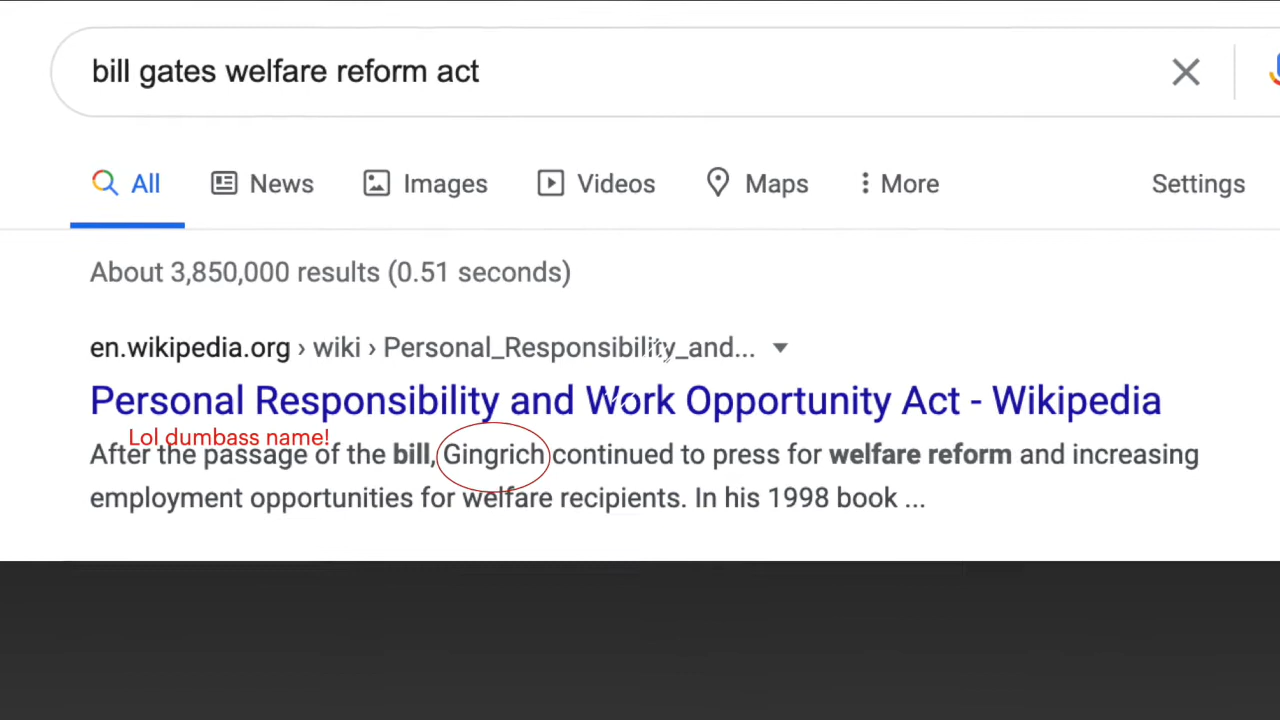 bill gates welfare reform act
All News Images Videos Maps More Settings
About 3,850,000 results (0.51 seconds)
en.wikipedia.org › wiki › Personal_Responsibility_and...
Personal Responsibility and Work Opportunity Act - Wikipedia
Lol dumbass name!
After the passage of the bill, Gingrich continued to press for welfare reform and increasing
employment opportunities for welfare recipients. In his 1998 book ...